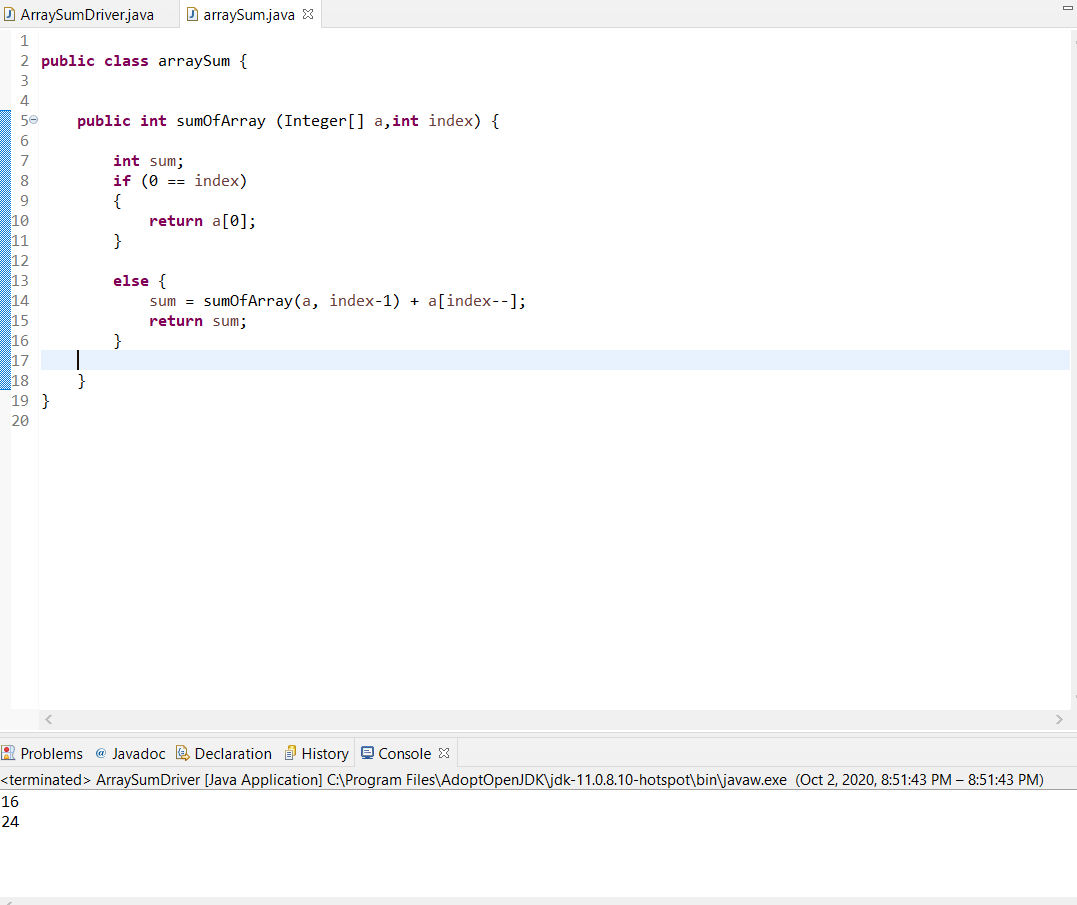 ArraySumDriver.java arraySum.java
1
2 public class arraySum {
3
4
5 public int sumOfArray (Integer[] a,int index) {
6
7 int sum;
8 if (0 == index)
9 {
10 return a[0];
11 }
12
13 else {
14 sum = sumOfArray(a, index-1) + a[index--];
15 return sum;
16 }
17
18 }
19 }
20
Problems @ Javadoc Declaration History Console
<terminated> ArraySumDriver [Java Application] C:\Program Files\AdoptOpenJDK\jdk-11.0.8.10-hotspot\bin\javaw.exe (Oct 2, 2020, 8:51:43 PM – 8:51:43 PM)
16
24